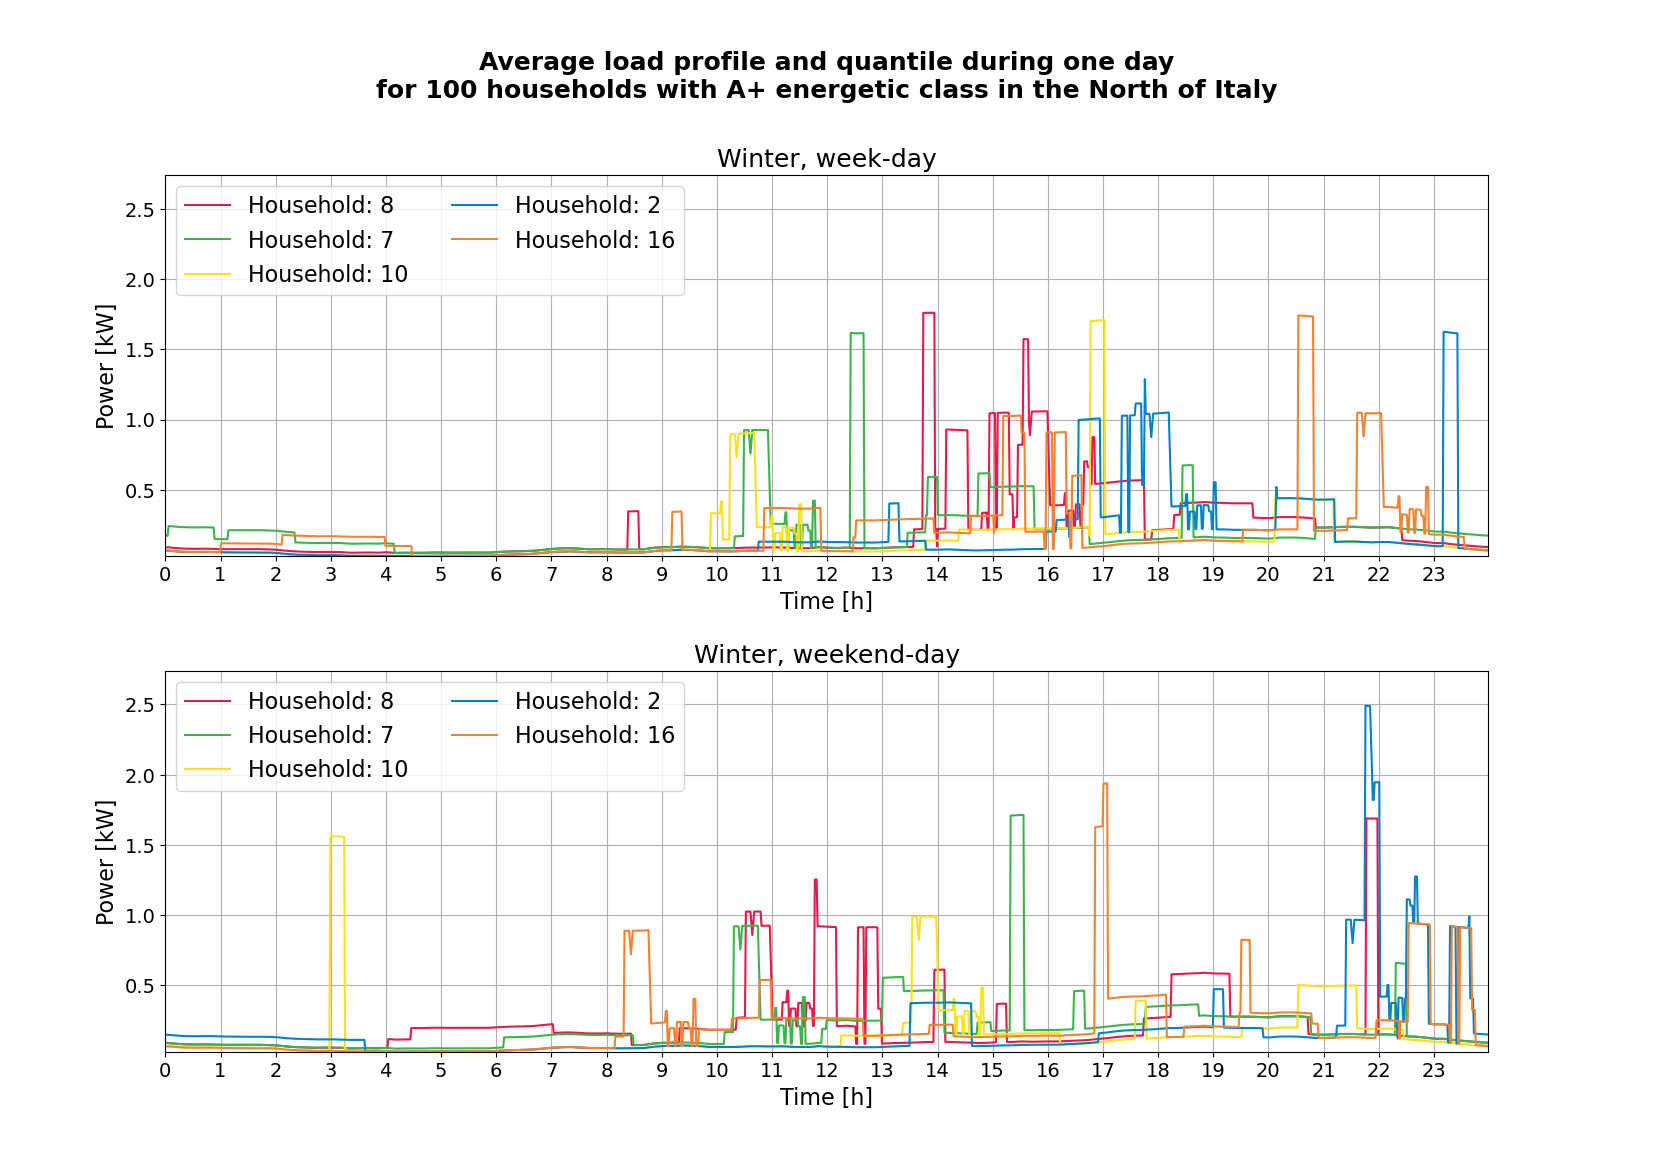 Average load profile and quantile during one day
for 100 households with A+ energetic class in the North of Italy
Winter, week-day
Household: 8
Household: 7
Household: 10
Household: 2
Household: 16
Power [kW]
2.5
2.0
1.5
1.0
0.5
0 1 2 3 4 5 6 7 8 9 10 11 12 13 14 15 16 17 18 19 20 21 22 23
Time [h]
Winter, weekend-day
Household: 8
Household: 7
Household: 10
Household: 2
Household: 16
Power [kW]
2.5
2.0
1.5
1.0
0.5
0 1 2 3 4 5 6 7 8 9 10 11 12 13 14 15 16 17 18 19 20 21 22 23
Time [h]